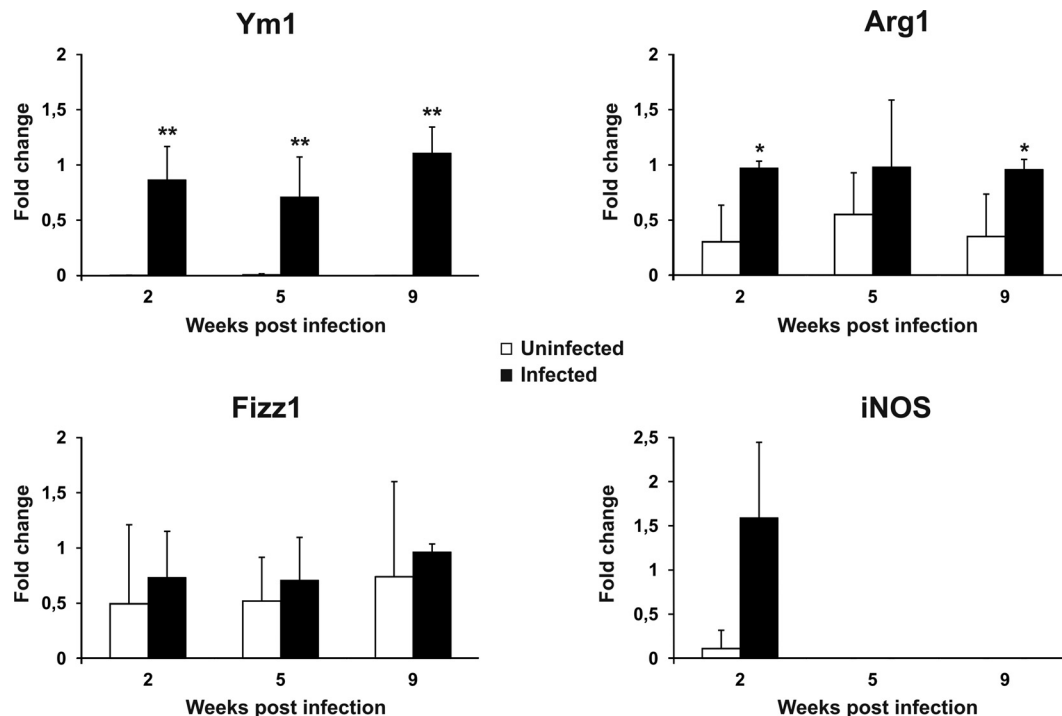 Ym1
Fold change
2
1,5
1
0,5
0
**
**
**
2 5 9
Weeks post infection
Arg1
Fold change
2
1,5
1
0,5
0
*
*
2 5 9
Weeks post infection
Uninfected
Infected
Fizz1
Fold change
2
1,5
1
0,5
0
2 5 9
Weeks post infection
iNOS
Fold change
2,5
2
1,5
1
0,5
0
2 5 9
Weeks post infection